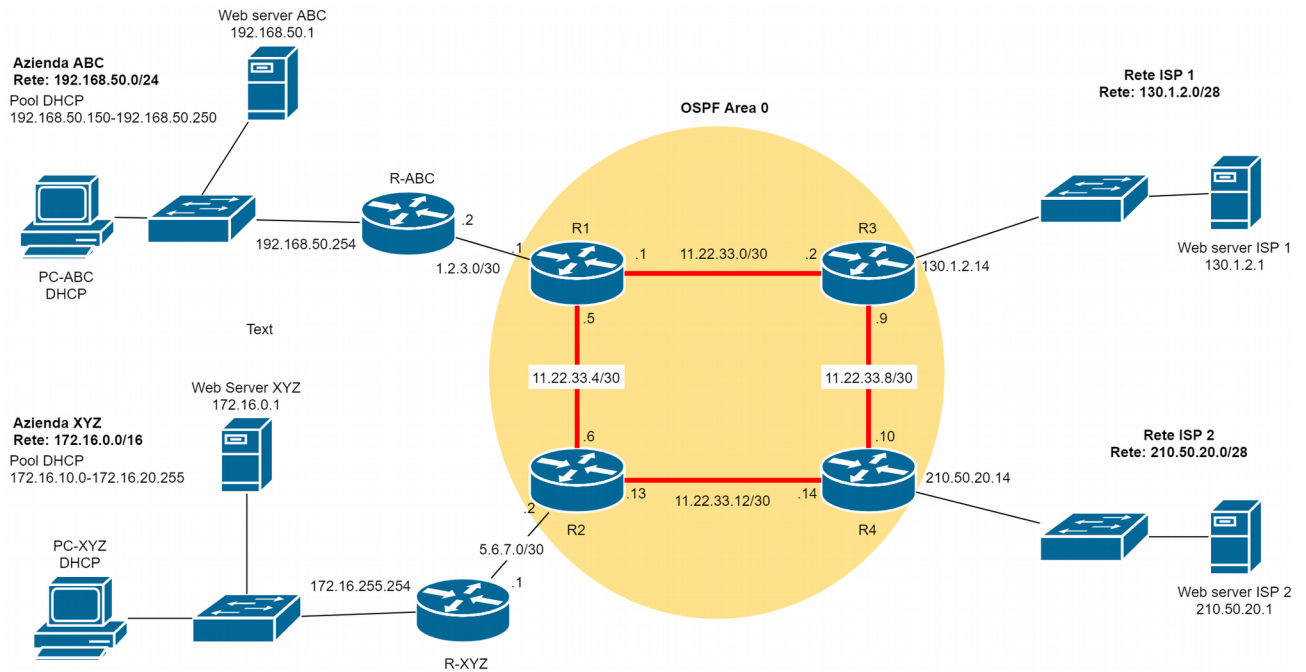 Web server ABC
192.168.50.1
Azienda ABC
Rete: 192.168.50.0/24
Pool DHCP
192.168.50.150-192.168.50.250
PC-ABC
DHCP
192.168.50.254
R-ABC
.2
1.2.3.0/30
.1
OSPF Area 0
R1
.1
11.22.33.0/30
.2
R3
.5
11.22.33.4/30
.6
.9
11.22.33.8/30
.10
R2
.13
11.22.33.12/30
.14
R4
.2
5.6.7.0/30
.1
Rete ISP 1
Rete: 130.1.2.0/28
130.1.2.14
Web server ISP 1
130.1.2.1
Text
Web Server XYZ
172.16.0.1
Azienda XYZ
Rete: 172.16.0.0/16
Pool DHCP
172.16.10.0-172.16.20.255
PC-XYZ
DHCP
172.16.255.254
R-XYZ
Rete ISP 2
Rete: 210.50.20.0/28
210.50.20.14
Web server ISP 2
210.50.20.1